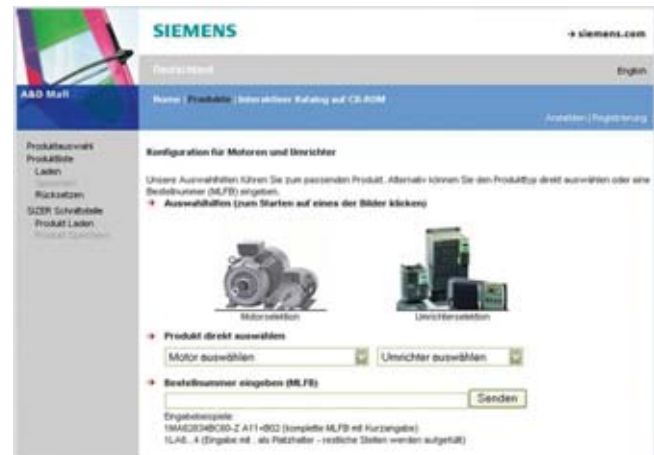 SIEMENS
→ siemens.com
Deutschland
English
A&D Mall
Home Produkte Interaktiver Katalog auf CD-ROM
Anmelden | Registrierung
Produktauswahl
Produktliste
Laden
Rücksetzen
SIZER Schnittstelle
Produkt Laden
Produkt Speichern
Konfiguration für Motoren und Umrichter
Unsere Auswahlhilfen führen Sie zum passenden Produkt. Alternativ können Sie den Produkttyp direkt auswählen oder eine
Bestellnummer (MLFB) eingeben.
Auswahlhilfen (zum Starten auf eines der Bilder klicken)
Motorselektion
Umrichterselektion
Produkt direkt auswählen
Motor auswählen
Umrichter auswählen
Bestellnummer eingeben (MLFB)
Senden
Eingabebeispiele:
(komplette MLFB mit Kurzangabe)
1LA8...4 (Eingabe mit . als Platzhalter - restliche Stellen werden aufgefüllt)